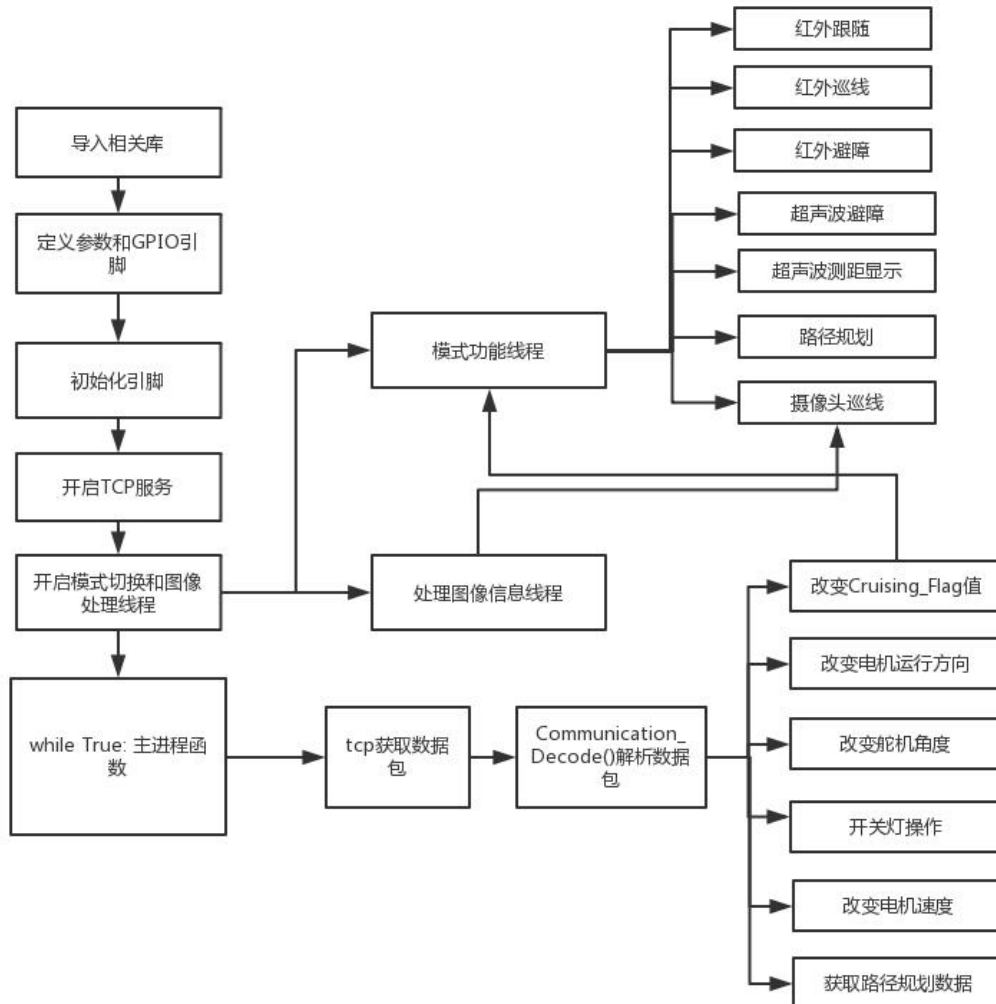 导入相关库
定义参数和GPIO引
脚
初始化引脚
开启TCP服务
开启模式切换和图像
处理线程
while True: 主进程函
数
模式功能线程
处理图像信息线程
tcp获取数据
包
Communication_
Decode()解析数据
包
红外跟随
红外巡线
红外避障
超声波避障
超声波测距显示
路径规划
摄像头巡线
改变Cruising_Flag值
改变电机运行方向
改变舵机角度
开关灯操作
改变电机速度
获取路径规划数据